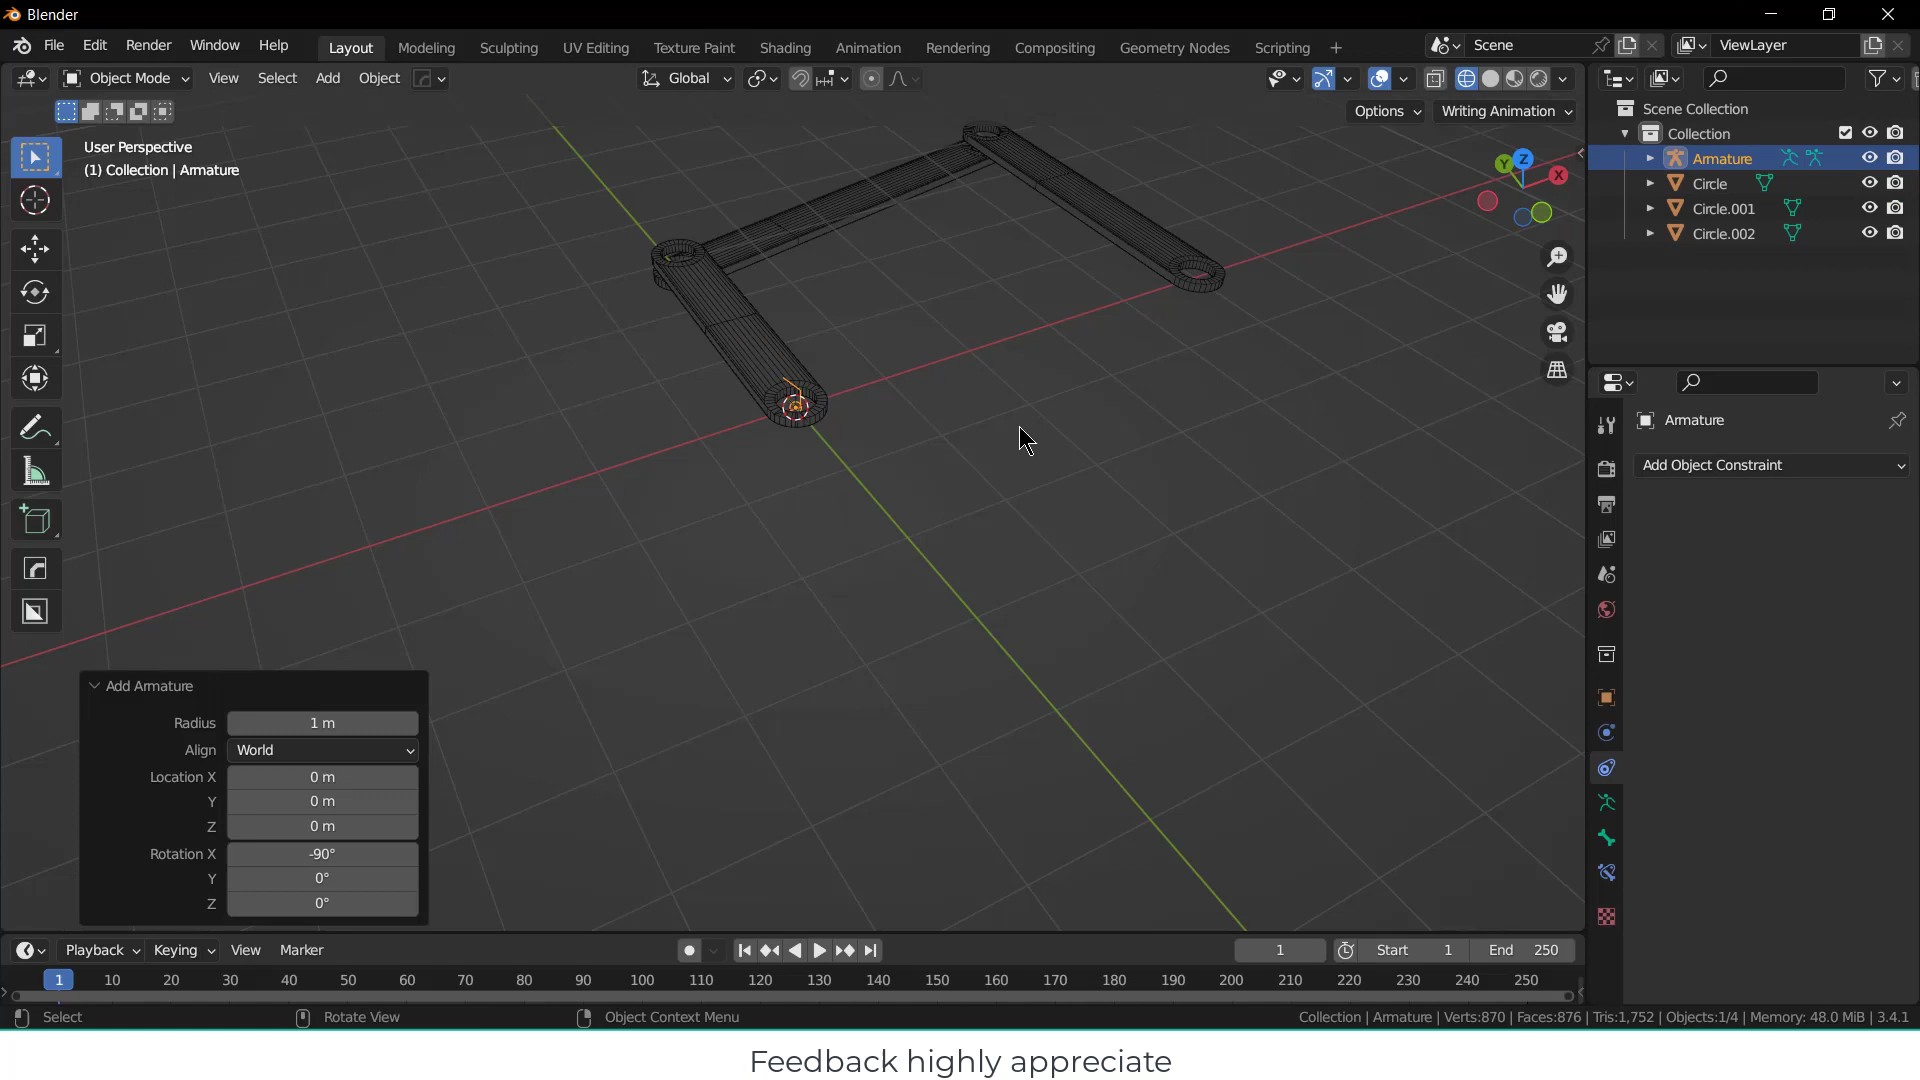 Blender
File Edit Render Window Help
Layout Modeling Sculpting UV Editing Texture Paint Shading Animation Rendering Compositing Geometry Nodes Scripting +
Scene
ViewLayer
Object Mode View Select Add Object
Global
Options
Writing Animation
User Perspective
(1) Collection | Armature
Z
Y
X
Scene Collection
Collection
Armature
Circle
Circle.001
Circle.002
Armature
Add Object Constraint
Add Armature
Radius 1 m
Align World
Location X 0 m
Y 0 m
Z 0 m
Rotation X -90°
Y 0°
Z 0°
Playback Keying View Marker
1 Start 1 End 250
1 10 20 30 40 50 60 70 80 90 100 110 120 130 140 150 160 170 180 190 200 210 220 230 240 250
Select Rotate View Object Context Menu
Collection | Armature | Verts:870 | Faces:876 | Tris:1,752 | Objects:1/4 | Memory: 48.0 MiB | 3.4.1
Feedback highly appreciate